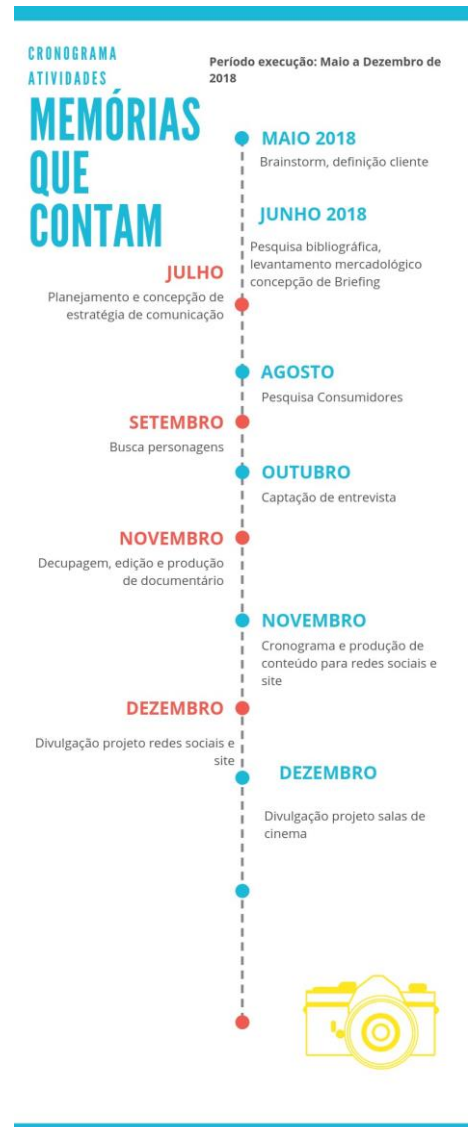 CRONOGRAMA
ATIVIDADES
MEMÓRIAS
QUE
CONTAM
Período execução: Maio a Dezembro de
2018
MAIO 2018
Brainstorm, definição cliente
JUNHO 2018
Pesquisa bibliográfica,
levantamento mercadológico
concepção de Briefing
JULHO
Planejamento e concepção de
estratégia de comunicação
AGOSTO
Pesquisa Consumidores
SETEMBRO
Busca personagens
OUTUBRO
Captação de entrevista
NOVEMBRO
Decupagem, edição e produção
de documentário
NOVEMBRO
Cronograma e produção de
conteúdo para redes sociais e
site
DEZEMBRO
Divulgação projeto redes sociais e
site
DEZEMBRO
Divulgação projeto salas de
cinema